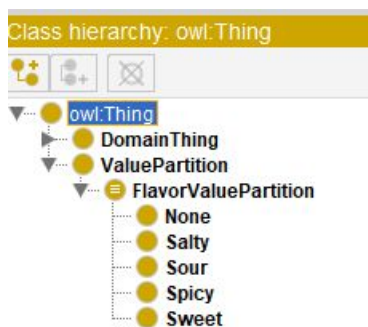 Class hierarchy: owl:Thing
owl:Thing
DomainThing
ValuePartition
FlavorValuePartition
None
Salty
Sour
Spicy
Sweet